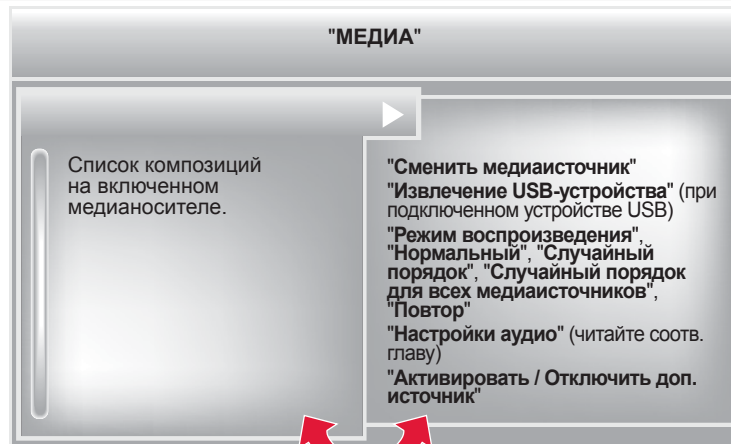 "МЕДИА"
Список композиций
на включенном
медианосителе.
"Сменить медиаисточник"
"Извлечение USB-устройства" (при
подключенном устройстве USB)
"Режим воспроизведения",
"Нормальный", "Случайный
порядок", "Случайный порядок
для всех медиаисточников",
"Повтор"
"Настройки аудио" (читайте соотв.
главу)
"Активировать / Отключить доп.
источник"